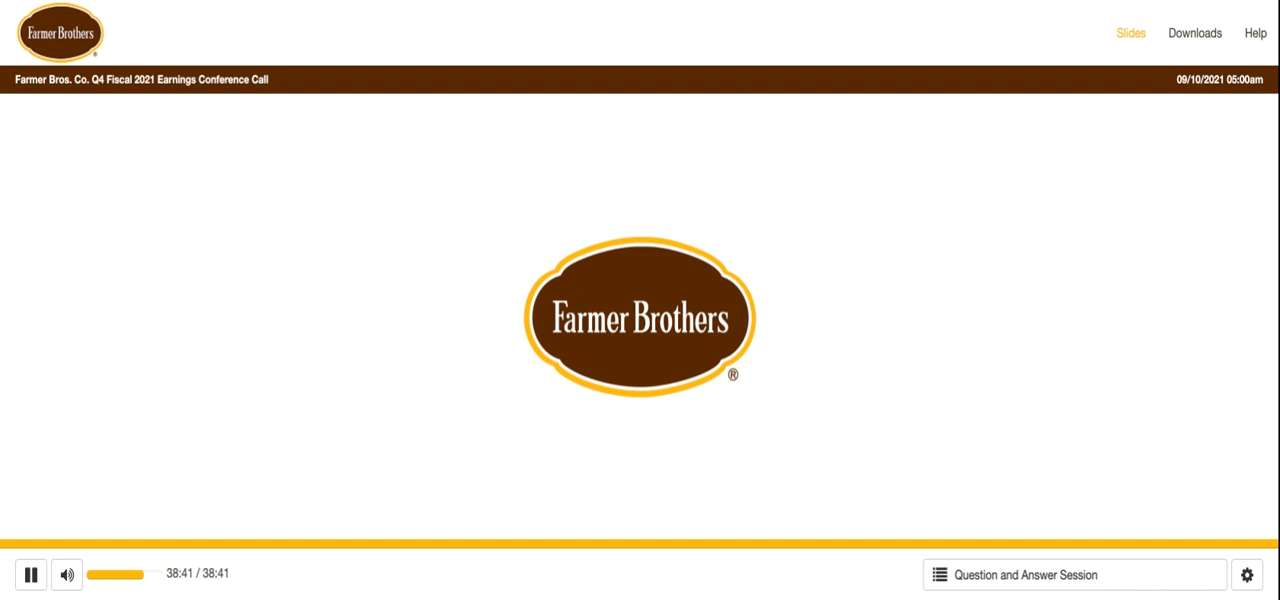 Farmer Brothers
®
Slides Downloads Help
Farmer Bros. Co. Q4 Fiscal 2021 Earnings Conference Call 09/10/2021 05:00am
Farmer Brothers
®
38:41 / 38:41 Question and Answer Session